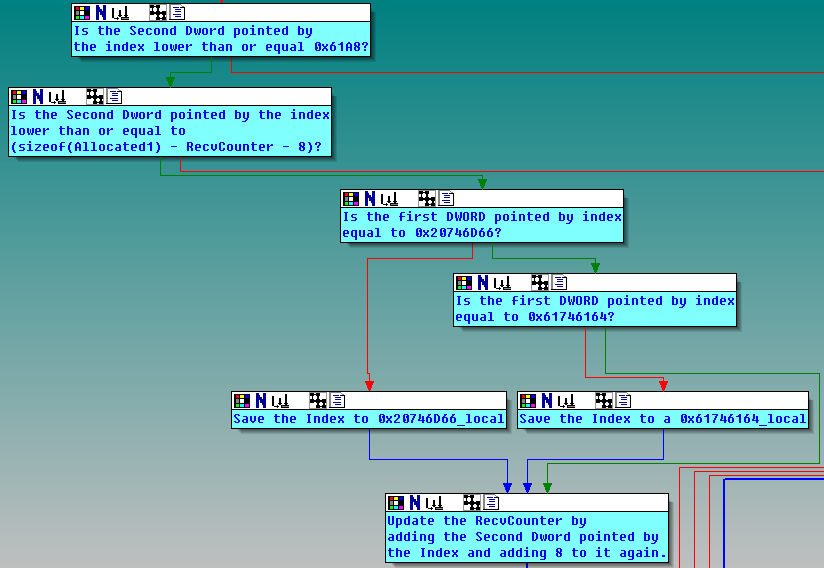 Is the Second Dword pointed by
the index lower than or equal 0x61A8?
Is the Second Dword pointed by the index
lower than or equal to
(sizeof(Allocated1) - RecvCounter - 8)?
Is the first DWORD pointed by index
equal to 0x20746D66?
Is the first DWORD pointed by index
equal to 0x61746164?
Save the Index to 0x20746D66_local
Save the Index to a 0x61746164_local
Update the RecvCounter by
adding the Second Dword pointed by
the Index and adding 8 to it again.